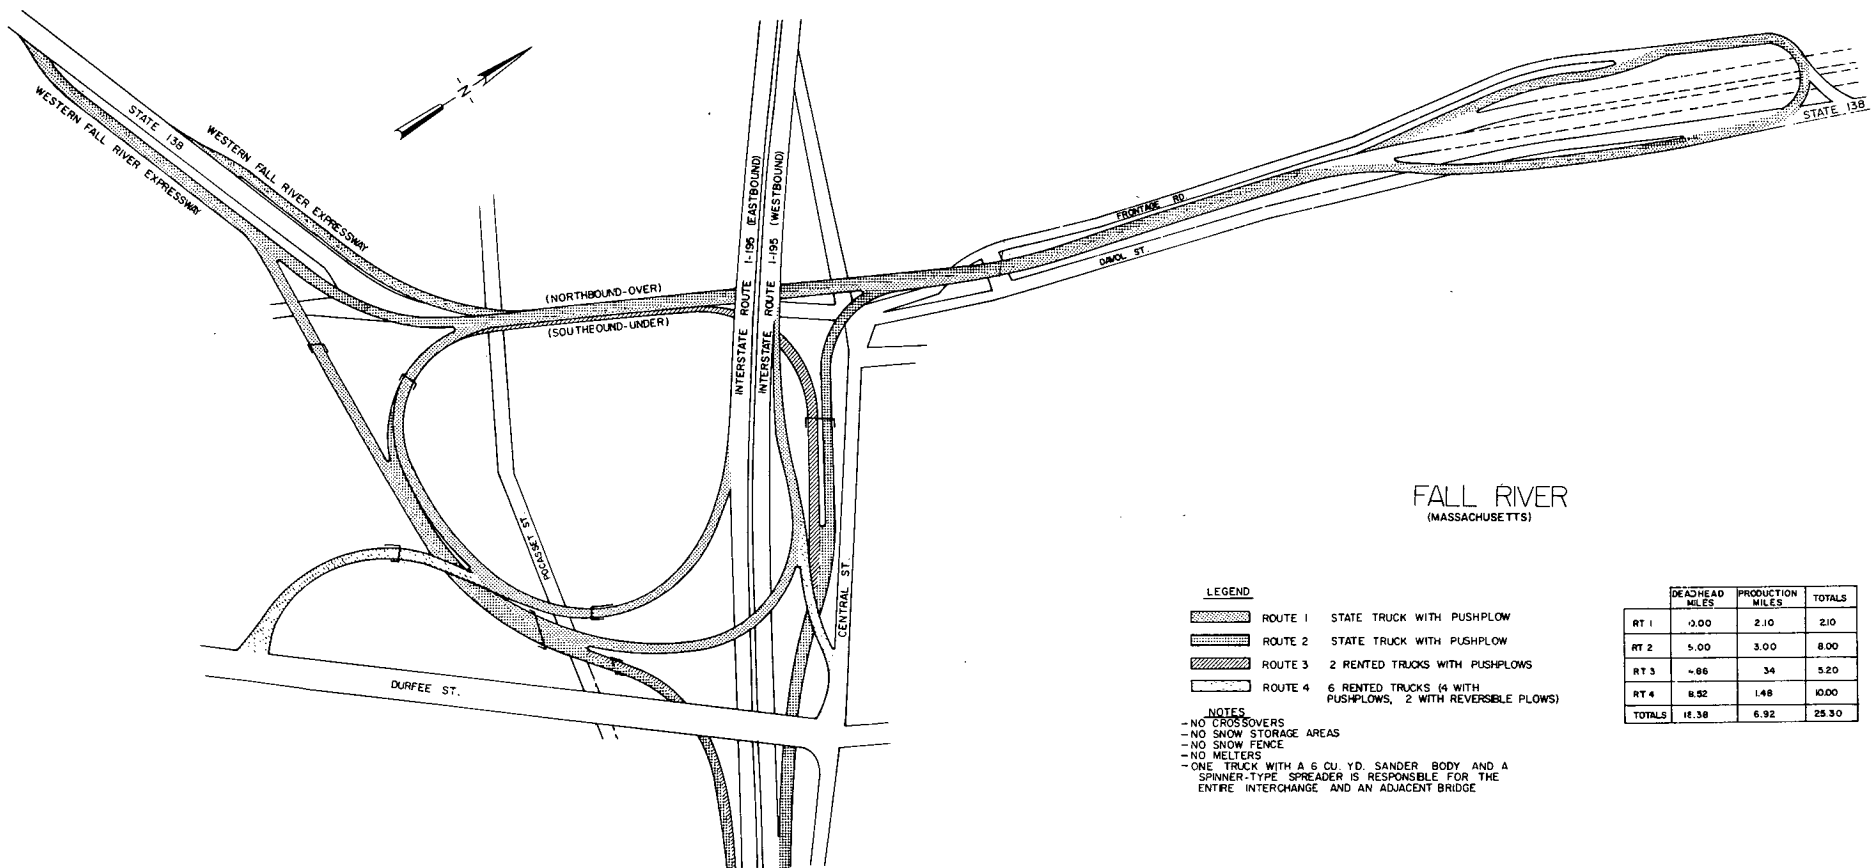 WESTERN FALL RIVER EXPRESSWAY
STATE 138
WESTERN FALL RIVER EXPRESSWAY
N
INTERSTATE ROUTE I-195 (EASTBOUND)
INTERSTATE ROUTE I-195 (WESTBOUND)
STATE 138
FRONTAGE RD
DAVOL ST.
(NORTHBOUND-OVER)
(SOUTHBOUND-UNDER)
POCASSET ST.
CENTRAL ST.
DURFEE ST.
FALL RIVER
(MASSACHUSETTS)
LEGEND
ROUTE 1 STATE TRUCK WITH PUSHPLOW
ROUTE 2 STATE TRUCK WITH PUSHPLOW
ROUTE 3 2 RENTED TRUCKS WITH PUSHPLOWS
ROUTE 4 6 RENTED TRUCKS (4 WITH
PUSHPLOWS, 2 WITH REVERSIBLE PLOWS)
NOTES
- NO CROSSOVERS
- NO SNOW STORAGE AREAS
- NO SNOW FENCE
- NO MELTERS
- ONE TRUCK WITH A 6 CU. YD. SANDER BODY AND A
SPINNER-TYPE SPREADER IS RESPONSIBLE FOR THE
ENTIRE INTERCHANGE AND AN ADJACENT BRIDGE
DEADHEAD MILES PRODUCTION MILES TOTALS
RT 1 0.00 2.10 2.10
RT 2 5.00 3.00 8.00
RT 3 4.86 34 5.20
RT 4 8.52 1.48 10.00
TOTALS 18.38 6.92 25.30